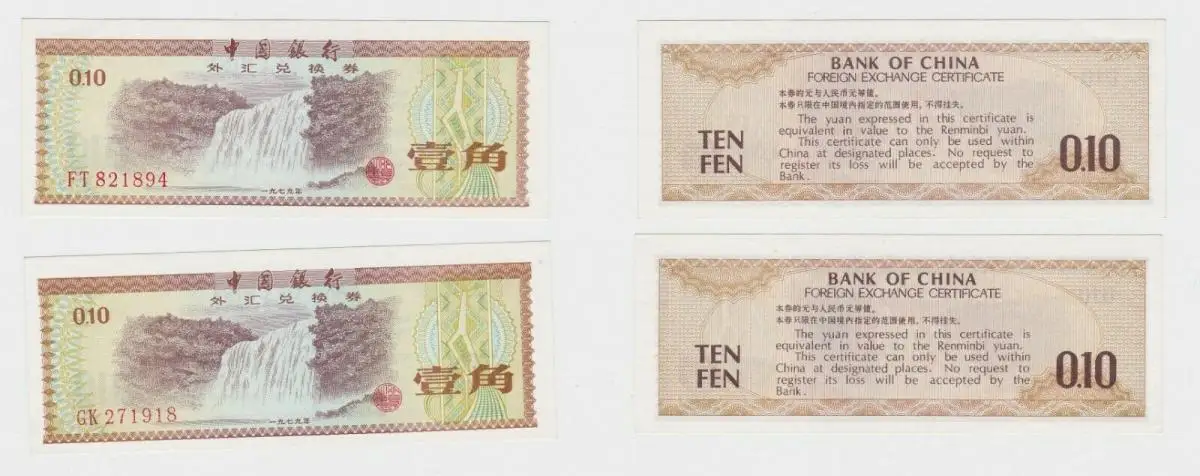 中国銀行
外汇兑换券
0.10
壹角
FT 821894
一九七九年
BANK OF CHINA
FOREIGN EXCHANGE CERTIFICATE
本券的元与人民币元等值。
本券只限在中国境内指定的范围使用，不得挂失。
The yuan expressed in this certificate is
equivalent in value to the Renminbi yuan.
This certificate can only be used within
China at designated places. No request to
register its loss will be accepted by the
Bank.
TEN
FEN
0.10
中国銀行
外汇兑换券
0.10
壹角
GK 271918
一九七九年
BANK OF CHINA
FOREIGN EXCHANGE CERTIFICATE
本券的元与人民币元等值。
本券只限在中国境内指定的范围使用，不得挂失。
The yuan expressed in this certificate is
equivalent in value to the Renminbi yuan.
This certificate can only be used within
China at designated places. No request to
register its loss will be accepted by the
Bank.
TEN
FEN
0.10